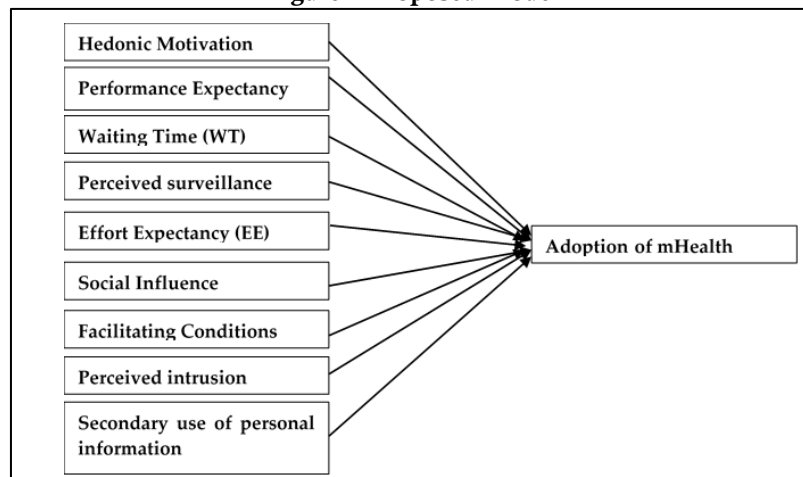 Hedonic Motivation
Performance Expectancy
Waiting Time (WT)
Perceived surveillance
Effort Expectancy (EE)
Adoption of mHealth
Social Influence
Facilitating Conditions
Perceived intrusion
Secondary use of personal
information